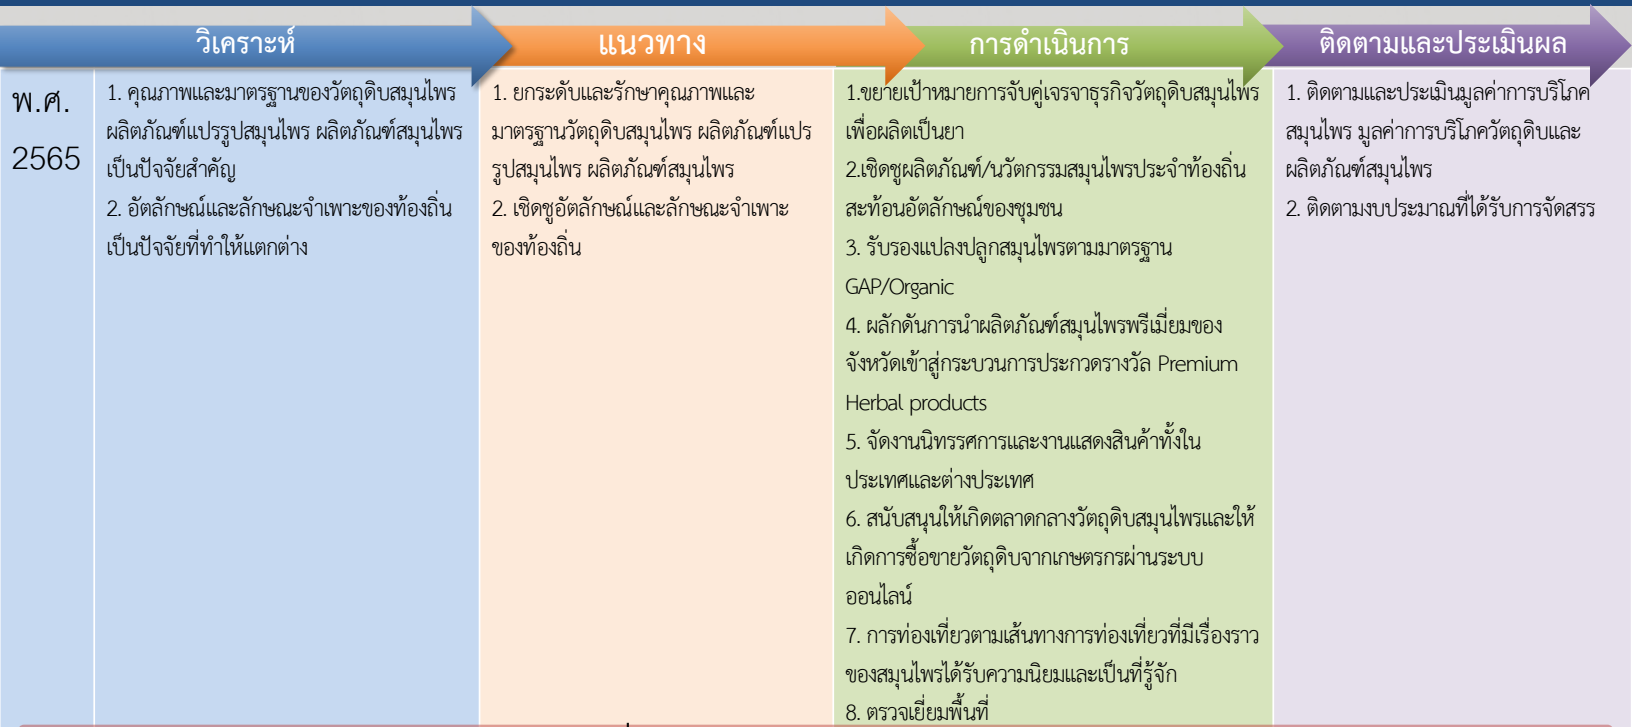 วิเคราะห์
แนวทาง
การดำเนินการ
ติดตามและประเมินผล
พ.ศ.
2565
1. คุณภาพและมาตรฐานของวัตถุดิบสมุนไพร
ผลิตภัณฑ์แปรรูปสมุนไพร ผลิตภัณฑ์สมุนไพร
เป็นปัจจัยสำคัญ
2. อัตลักษณ์และลักษณะจำเพาะของท้องถิ่น
เป็นปัจจัยที่ทำให้แตกต่าง
1. ยกระดับและรักษาคุณภาพและ
มาตรฐานวัตถุดิบสมุนไพร ผลิตภัณฑ์แปร
รูปสมุนไพร ผลิตภัณฑ์สมุนไพร
2. เชิดชูอัตลักษณ์และลักษณะจำเพาะ
ของท้องถิ่น
1.ขยายเป้าหมายการจับคู่เจรจาธุรกิจวัตถุดิบสมุนไพร
เพื่อผลิตเป็นยา
2.เชิดชูผลิตภัณฑ์/นวัตกรรมสมุนไพรประจำท้องถิ่น
สะท้อนอัตลักษณ์ของชุมชน
3. รับรองแปลงปลูกสมุนไพรตามมาตรฐาน
GAP/Organic
4. ผลักดันการนำผลิตภัณฑ์สมุนไพรพรีเมี่ยมของ
จังหวัดเข้าสู่กระบวนการประกวดรางวัล Premium
Herbal products
5. จัดงานนิทรรศการและงานแสดงสินค้าทั้งใน
ประเทศและต่างประเทศ
6. สนับสนุนให้เกิดตลาดกลางวัตถุดิบสมุนไพรและให้
เกิดการซื้อขายวัตถุดิบจากเกษตรกรผ่านระบบ
ออนไลน์
7. การท่องเที่ยวตามเส้นทางการท่องเที่ยวที่มีเรื่องราว
ของสมุนไพรได้รับความนิยมและเป็นที่รู้จัก
8. ตรวจเยี่ยมพื้นที่
1. ติดตามและประเมินมูลค่าการบริโภค
สมุนไพร มูลค่าการบริโภควัตถุดิบและ
ผลิตภัณฑ์สมุนไพร
2. ติดตามงบประมาณที่ได้รับการจัดสรร